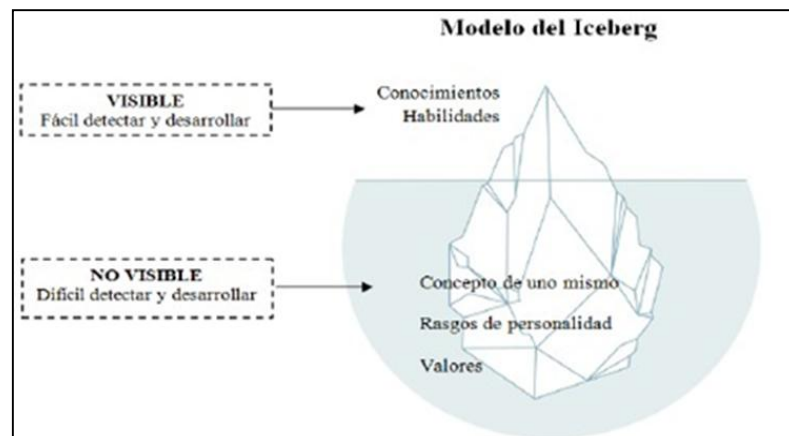 Modelo del Iceberg
VISIBLE
Fácil detectar y desarrollar
Conocimientos
Habilidades
NO VISIBLE
Difícil detectar y desarrollar
Concepto de uno mismo
Rasgos de personalidad
Valores